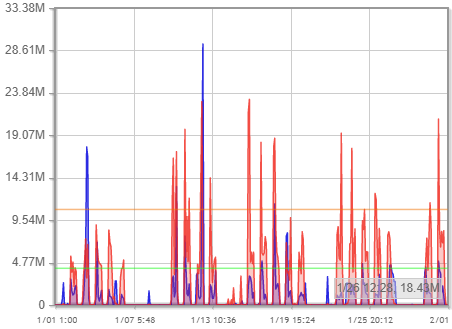 33.38M
28.61M
23.84M
19.07M
14.31M
9.54M
4.77M
0
1/26 12:28, 18.43M
1/01 1:00 1/07 5:48 1/13 10:36 1/19 15:24 1/25 20:12 2/01